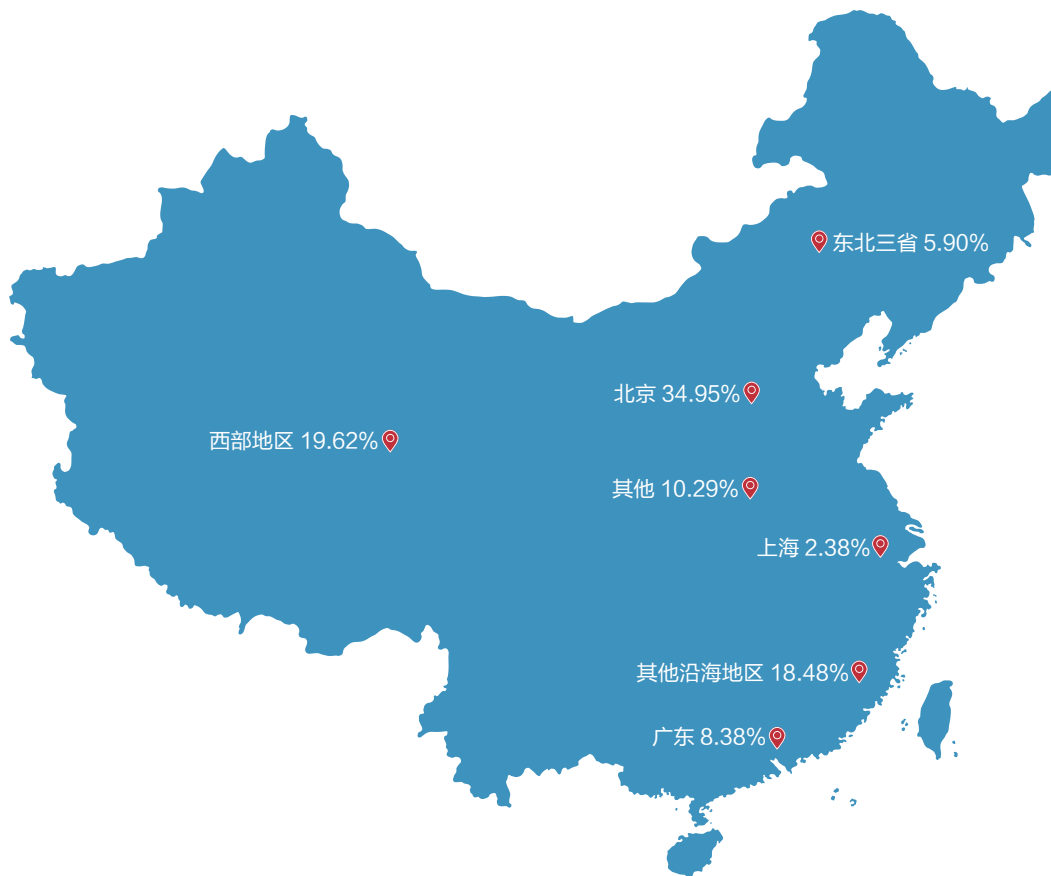 东北三省 5.90%
北京 34.95%
西部地区 19.62%
其他 10.29%
上海 2.38%
其他沿海地区 18.48%
广东 8.38%